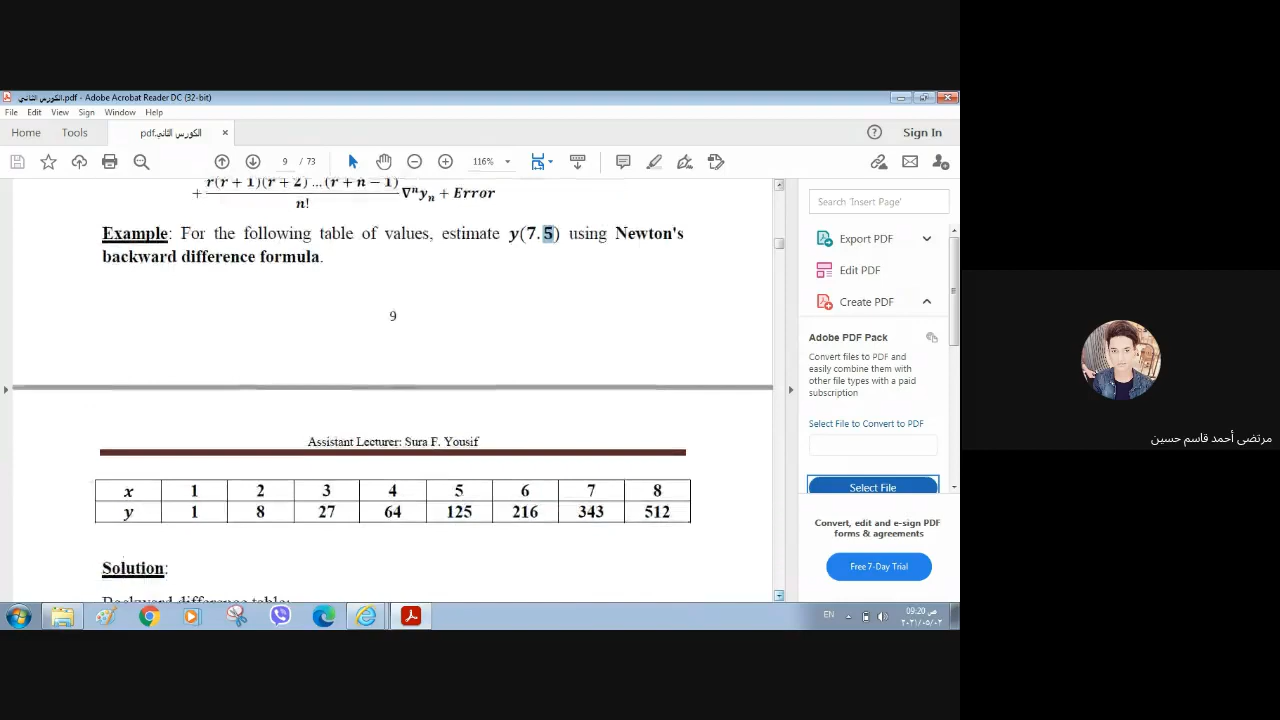 الكورس الثاني.pdf - Adobe Acrobat Reader DC (32-bit)
File Edit View Sign Window Help
Home Tools الكورس الثاني.pdf × Sign In
9 / 73 116%
r(r + 1)(r + 2) …(r + n − 1)
+ ∇ⁿyₙ + Error
n!
Example: For the following table of values, estimate y(7.5) using Newton's
backward difference formula.
9
Assistant Lecturer: Sura F. Yousif
x 1 2 3 4 5 6 7 8
y 1 8 27 64 125 216 343 512
Solution:
Backward difference table:
Search 'Insert Page'
Export PDF
Edit PDF
Create PDF
Adobe PDF Pack
Convert files to PDF and
easily combine them with
other file types with a paid
subscription
Select File to Convert to PDF
Select File
Convert, edit and e-sign PDF
forms & agreements
Free 7-Day Trial
مرتضى أحمد قاسم حسين
EN
09:20 ص
٢٠٢١/٠٥/٠٢